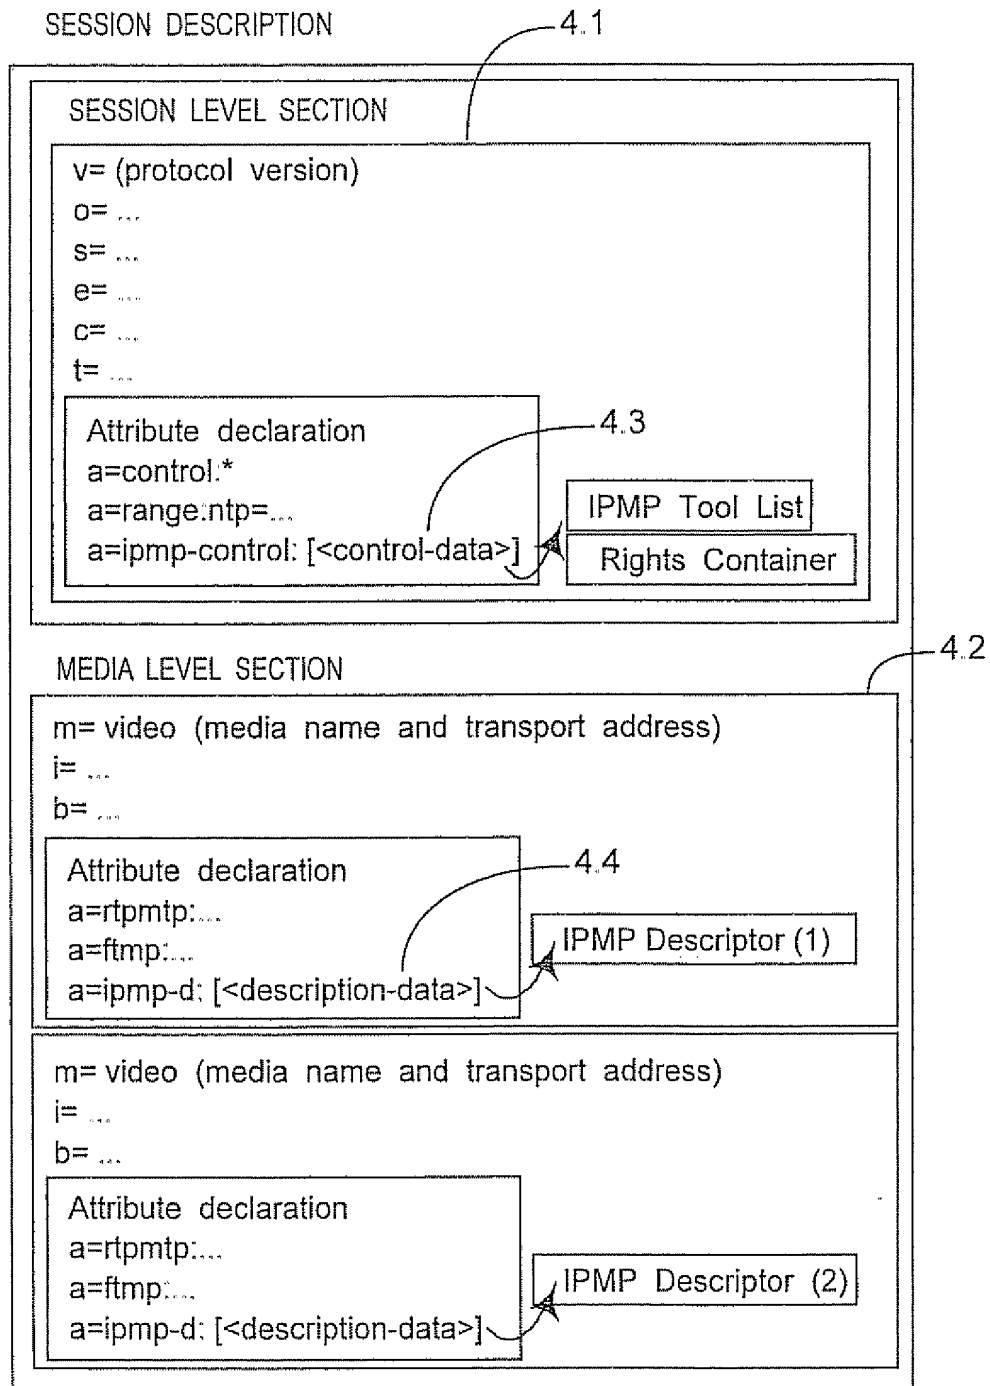 SESSION DESCRIPTION
4.1
SESSION LEVEL SECTION
v= (protocol version)
o= ...
s= ...
e= ...
c= ...
t= ...
Attribute declaration
4.3
a=control:*
a=range:ntp=...
IPMP Tool List
a=ipmp-control: [<control-data>]
Rights Container
4.2
MEDIA LEVEL SECTION
m= video (media name and transport address)
i= ...
b= ...
Attribute declaration
4.4
a=rtpmtp:...
a=ftmp:...
IPMP Descriptor (1)
a=ipmp-d: [<description-data>]
m= video (media name and transport address)
i= ...
b= ...
Attribute declaration
a=rtpmtp:...
a=ftmp:...
IPMP Descriptor (2)
a=ipmp-d: [<description-data>]